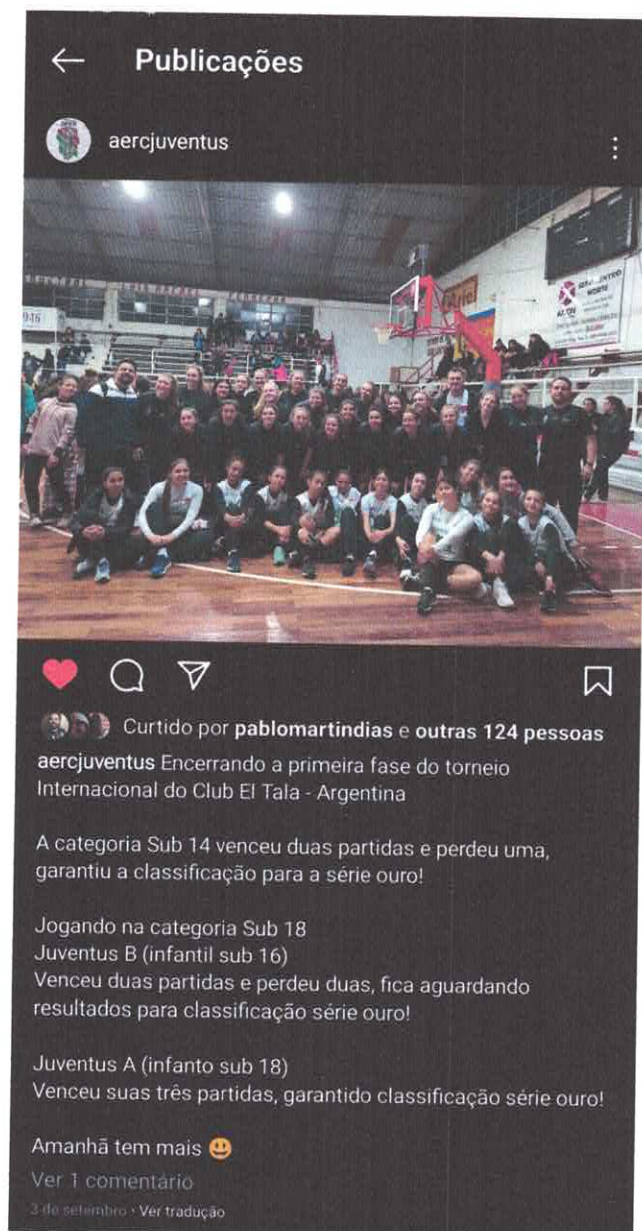 Publicações
aercjuventus
Ariel
NORTE
Curtido por pablomartindias e outras 124 pessoas
aercjuventus Encerrando a primeira fase do torneio
Internacional do Club El Tala - Argentina
A categoria Sub 14 venceu duas partidas e perdeu uma,
garantiu a classificação para a série ouro!
Jogando na categoria Sub 18
Juventus B (infantil sub 16)
Venceu duas partidas e perdeu duas, fica aguardando
resultados para classificação série ouro!
Juventus A (infanto sub 18)
Venceu suas três partidas, garantido classificação série ouro!
Amanhã tem mais 😃
Ver 1 comentário
3 de setembro • Ver tradução